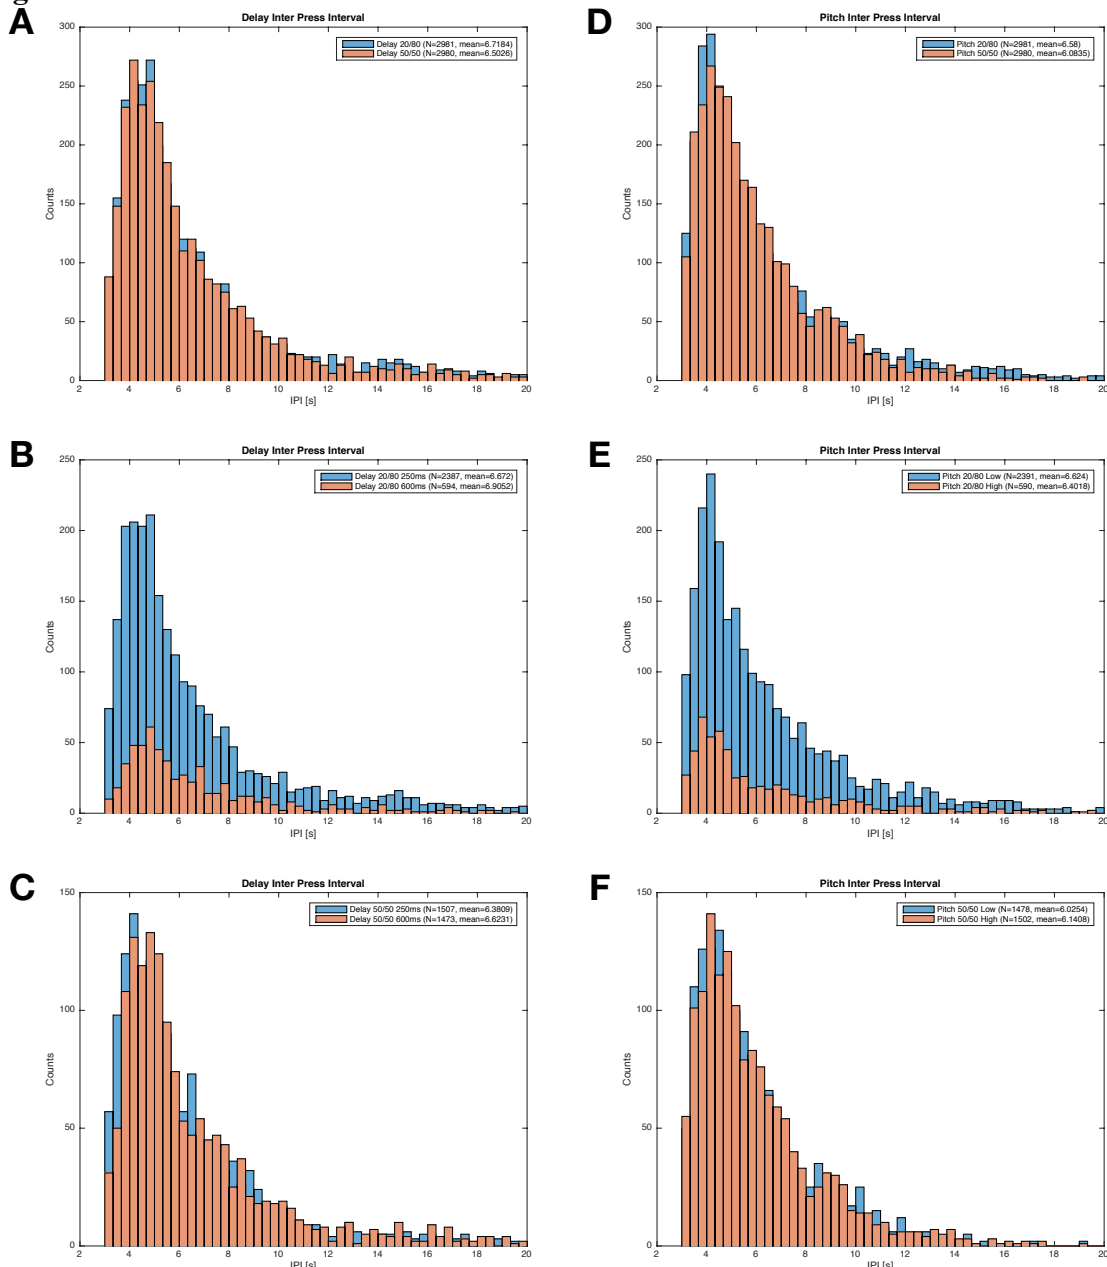 A
Delay Inter Press Interval
300
250
200
150
100
50
0
Counts
2 4 6 8 10 12 14 16 18 20
IPI [s]
Delay 20/80 (N=2981, mean=6.7184)
Delay 50/50 (N=2980, mean=6.5026)
D
Pitch Inter Press Interval
300
250
200
150
100
50
0
Counts
2 4 6 8 10 12 14 16 18 20
IPI [s]
Pitch 20/80 (N=2981, mean=6.58)
Pitch 50/50 (N=2980, mean=6.0835)
B
Delay Inter Press Interval
250
200
150
100
50
0
Counts
2 4 6 8 10 12 14 16 18 20
IPI [s]
Delay 20/80 250ms (N=2387, mean=6.672)
Delay 20/80 600ms (N=594, mean=6.9052)
E
Pitch Inter Press Interval
250
200
150
100
50
0
Counts
2 4 6 8 10 12 14 16 18 20
IPI [s]
Pitch 20/80 Low (N=2391, mean=6.624)
Pitch 20/80 High (N=590, mean=6.4018)
C
Delay Inter Press Interval
150
100
50
0
Counts
2 4 6 8 10 12 14 16 18 20
IPI [s]
Delay 50/50 250ms (N=1507, mean=6.3809)
Delay 50/50 600ms (N=1473, mean=6.6231)
F
Pitch Inter Press Interval
150
100
50
0
Counts
2 4 6 8 10 12 14 16 18 20
IPI [s]
Pitch 50/50 Low (N=1478, mean=6.0254)
Pitch 50/50 High (N=1502, mean=6.1408)